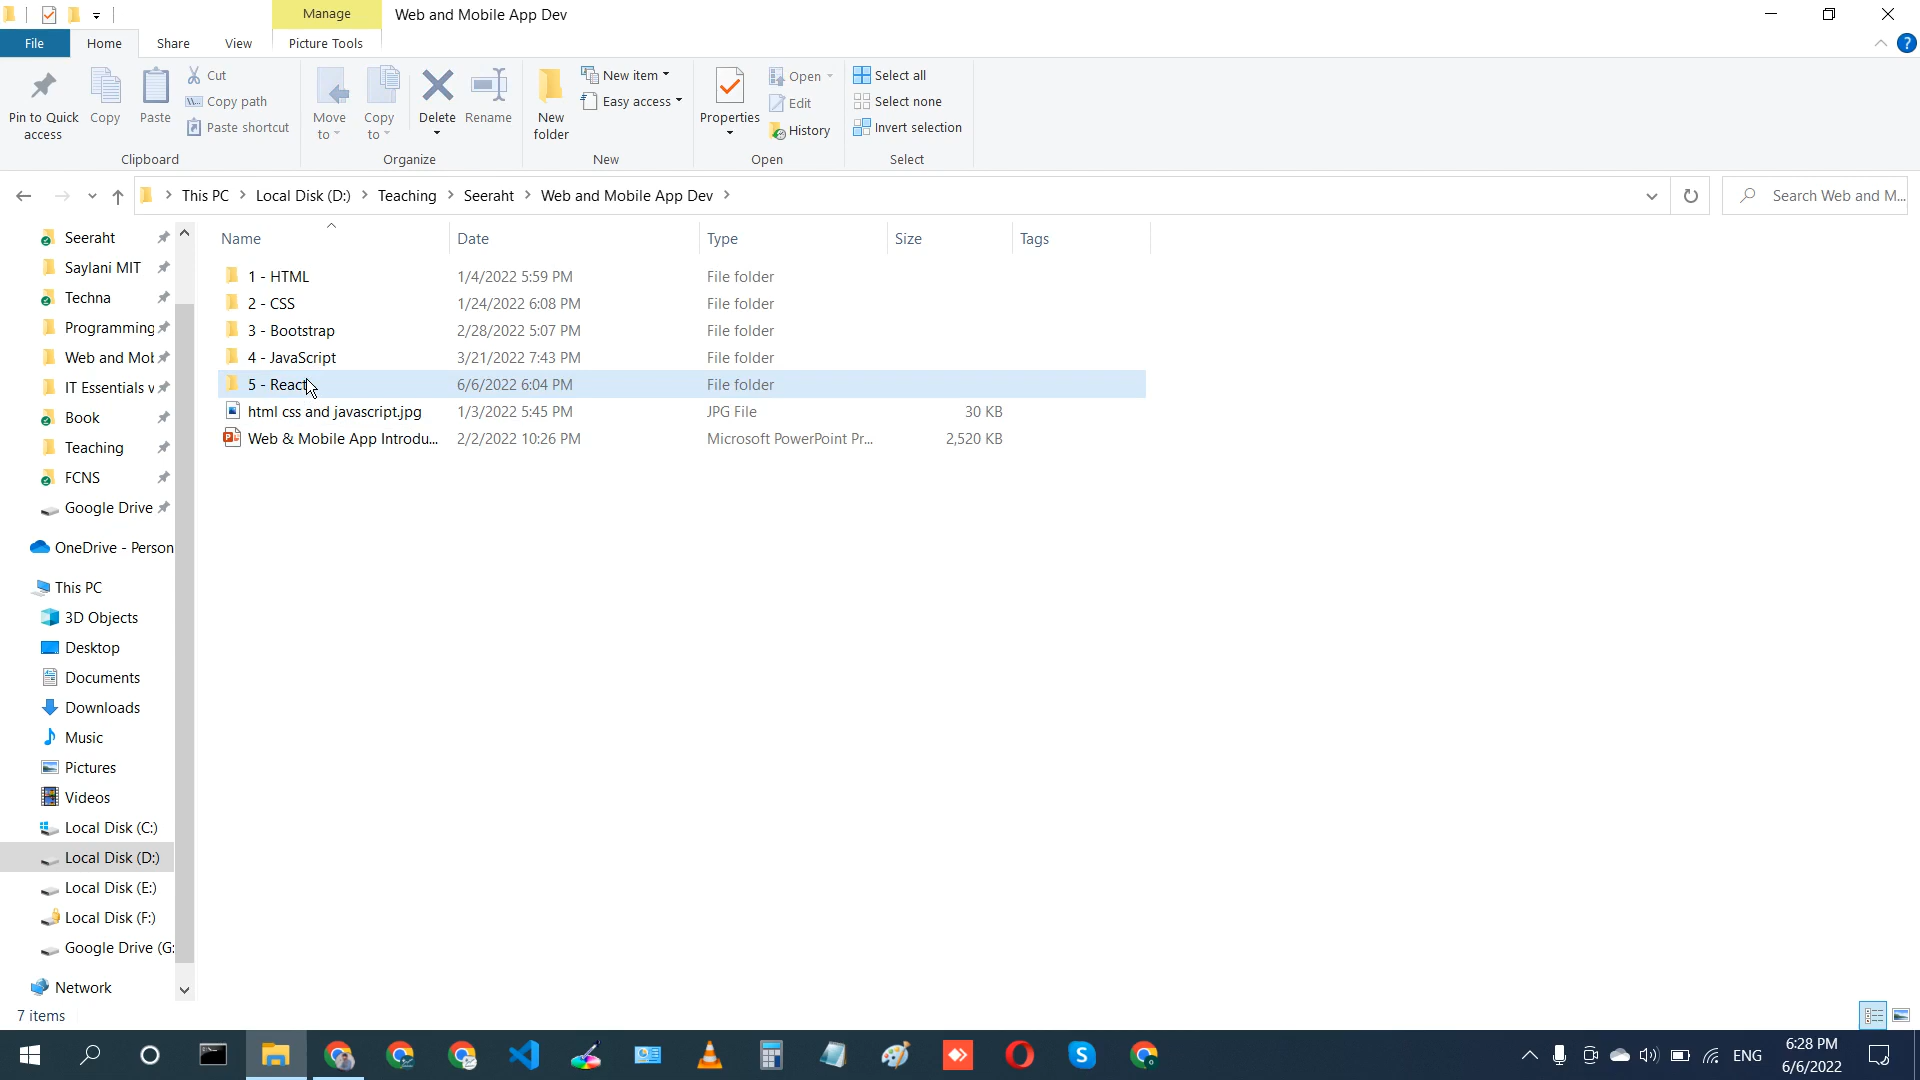 Manage
Web and Mobile App Dev
File
Home
Share
View
Picture Tools
Pin to Quick access
Copy
Paste
Cut
Copy path
Paste shortcut
Clipboard
Move to
Copy to
Delete
Rename
Organize
New folder
New item
Easy access
New
Properties
Open
Edit
History
Open
Select all
Select none
Invert selection
Select
This PC > Local Disk (D:) > Teaching > Seeraht > Web and Mobile App Dev >
Search Web and M...
Seeraht
Saylani MIT
Techna
Programming
Web and Mob
IT Essentials v
Book
Teaching
FCNS
Google Drive
OneDrive - Person
This PC
3D Objects
Desktop
Documents
Downloads
Music
Pictures
Videos
Local Disk (C:)
Local Disk (D:)
Local Disk (E:)
Local Disk (F:)
Google Drive (G:
Network
Name Date Type Size Tags
1 - HTML 1/4/2022 5:59 PM File folder
2 - CSS 1/24/2022 6:08 PM File folder
3 - Bootstrap 2/28/2022 5:07 PM File folder
4 - JavaScript 3/21/2022 7:43 PM File folder
5 - React 6/6/2022 6:04 PM File folder
html css and javascript.jpg 1/3/2022 5:45 PM JPG File 30 KB
Web & Mobile App Introdu... 2/2/2022 10:26 PM Microsoft PowerPoint Pr... 2,520 KB
7 items
ENG
6:28 PM
6/6/2022